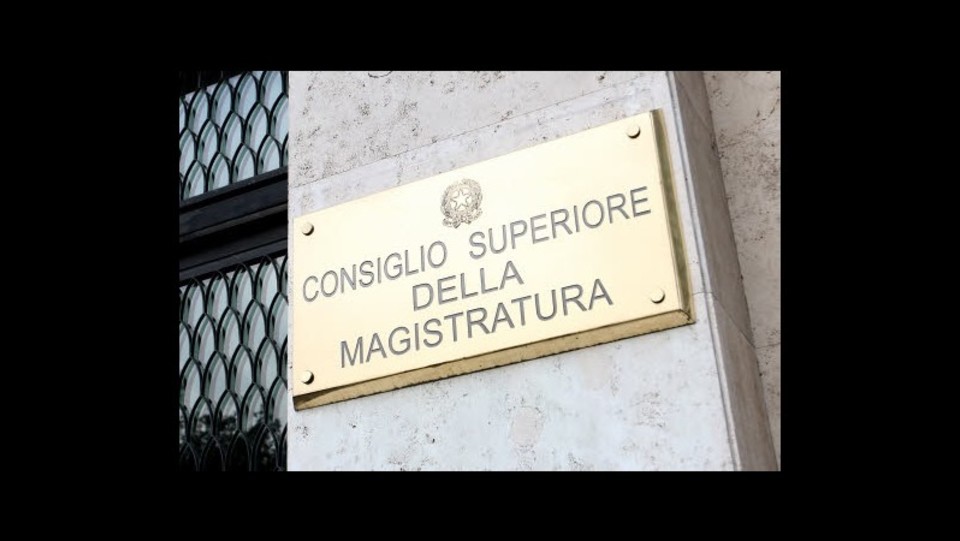 CONSIGLIO SUPERIORE
DELLA
MAGISTRATURA